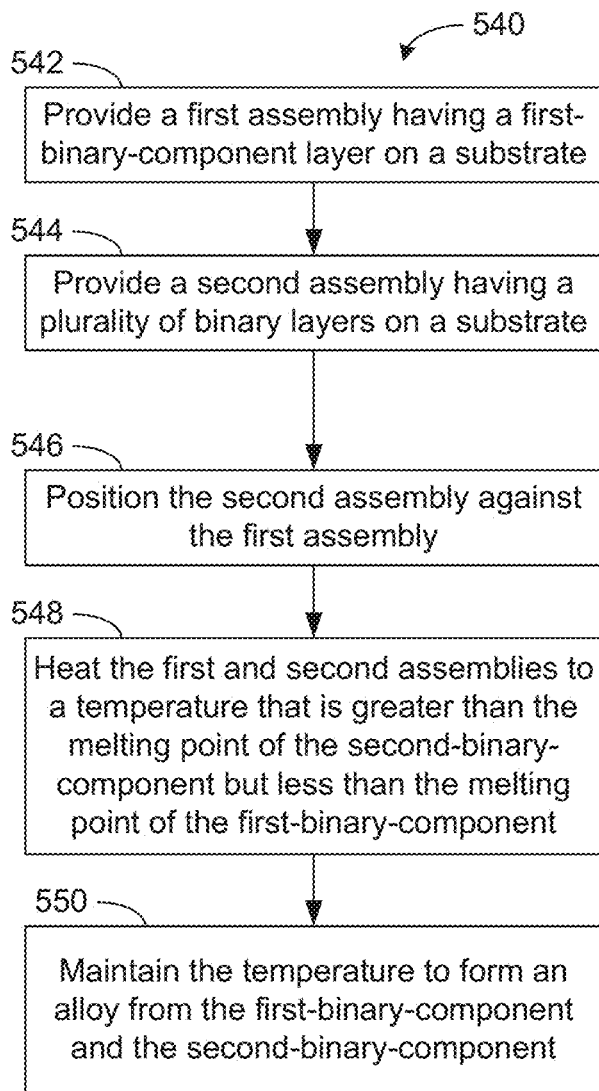 540
542
Provide a first assembly having a first-
binary-component layer on a substrate
544
Provide a second assembly having a
plurality of binary layers on a substrate
546
Position the second assembly against
the first assembly
548
Heat the first and second assemblies to
a temperature that is greater than the
melting point of the second-binary-
component but less than the melting
point of the first-binary-component
550
Maintain the temperature to form an
alloy from the first-binary-component
and the second-binary-component